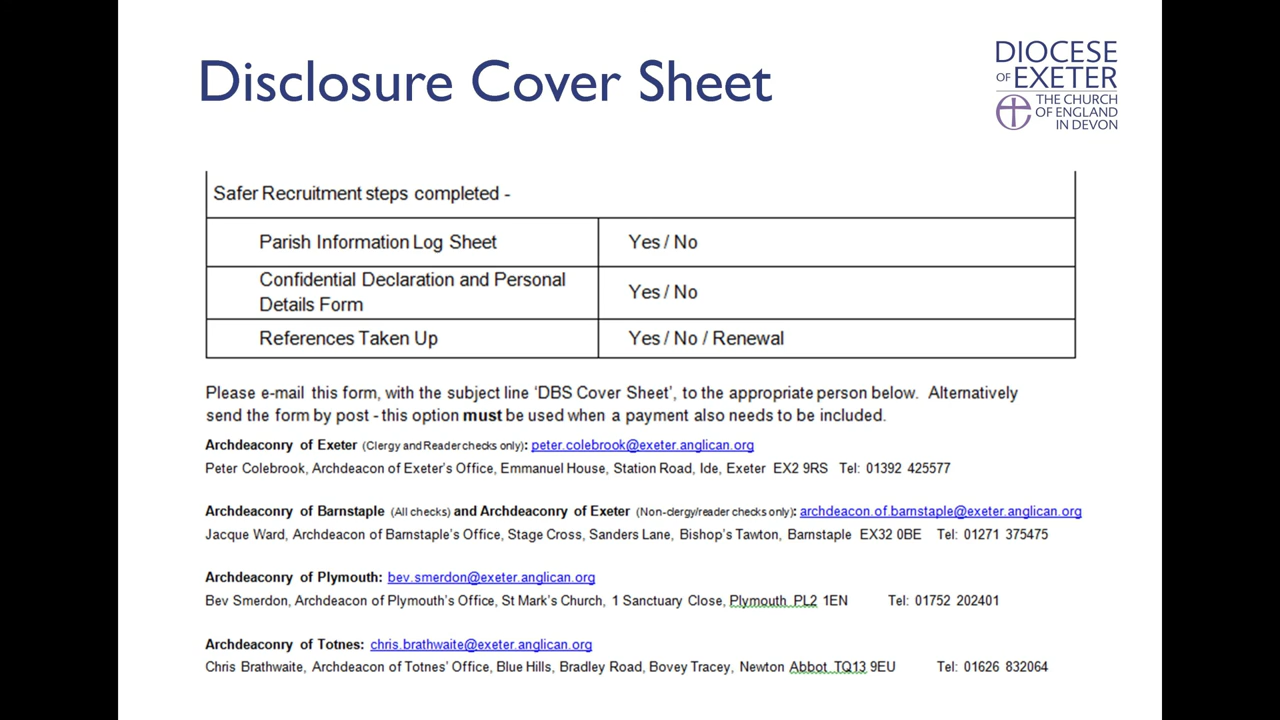 Disclosure Cover Sheet
DIOCESE
OF EXETER
THE CHURCH
OF ENGLAND
IN DEVON
Safer Recruitment steps completed -
Parish Information Log Sheet Yes / No
Confidential Declaration and Personal
Details Form Yes / No
References Taken Up Yes / No / Renewal
Please e-mail this form, with the subject line ‘DBS Cover Sheet’, to the appropriate person below. Alternatively
send the form by post - this option must be used when a payment also needs to be included.
Archdeaconry of Exeter (Clergy and Reader checks only): peter.colebrook@exeter.anglican.org
Peter Colebrook, Archdeacon of Exeter’s Office, Emmanuel House, Station Road, Ide, Exeter EX2 9RS Tel: 01392 425577
Archdeaconry of Barnstaple (All checks) and Archdeaconry of Exeter (Non-clergy/reader checks only): archdeacon.of.barnstaple@exeter.anglican.org
Jacque Ward, Archdeacon of Barnstaple’s Office, Stage Cross, Sanders Lane, Bishop’s Tawton, Barnstaple EX32 0BE Tel: 01271 375475
Archdeaconry of Plymouth: bev.smerdon@exeter.anglican.org
Bev Smerdon, Archdeacon of Plymouth’s Office, St Mark’s Church, 1 Sanctuary Close, Plymouth PL2 1EN Tel: 01752 202401
Archdeaconry of Totnes: chris.brathwaite@exeter.anglican.org
Chris Brathwaite, Archdeacon of Totnes’ Office, Blue Hills, Bradley Road, Bovey Tracey, Newton Abbot TQ13 9EU Tel: 01626 832064